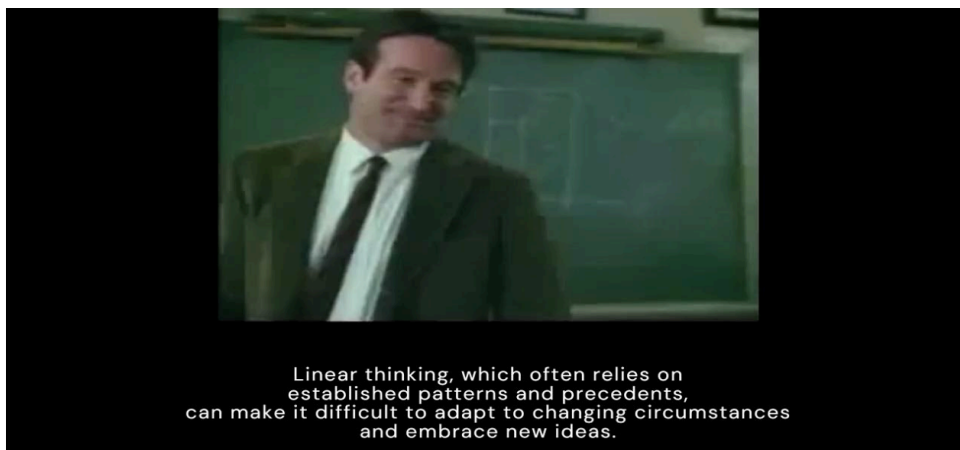 Linear thinking, which often relies on
established patterns and precedents,
can make it difficult to adapt to changing circumstances
and embrace new ideas.